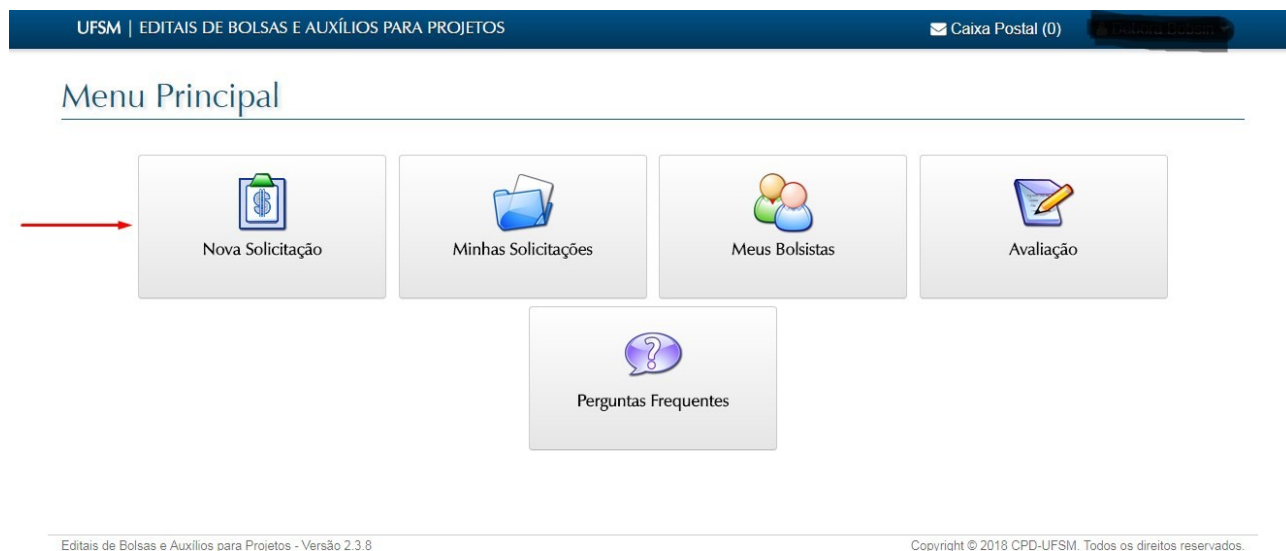 UFSM | EDITAIS DE BOLSAS E AUXÍLIOS PARA PROJETOS Caixa Postal (0)
Menu Principal
Nova Solicitação Minhas Solicitações Meus Bolsistas Avaliação
Perguntas Frequentes
Editais de Bolsas e Auxílios para Projetos - Versão 2.3.8 Copyright © 2018 CPD-UFSM. Todos os direitos reservados.